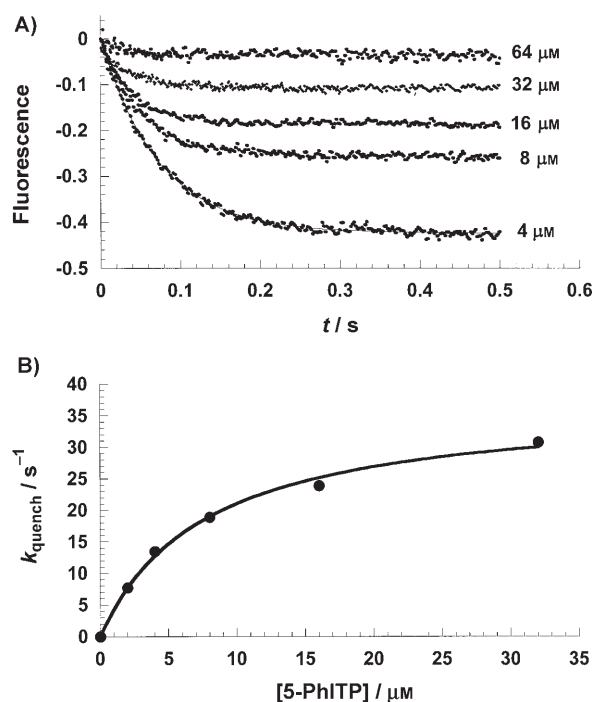 A)
Fluorescence
0
-0.1
-0.2
-0.3
-0.4
-0.5
64 μM
32 μM
16 μM
8 μM
4 μM
0 0.1 0.2 0.3 0.4 0.5 0.6
t / s
B)
kquench / s−1
40
35
30
25
20
15
10
5
0
0 5 10 15 20 25 30 35
[5-PhITP] / μM